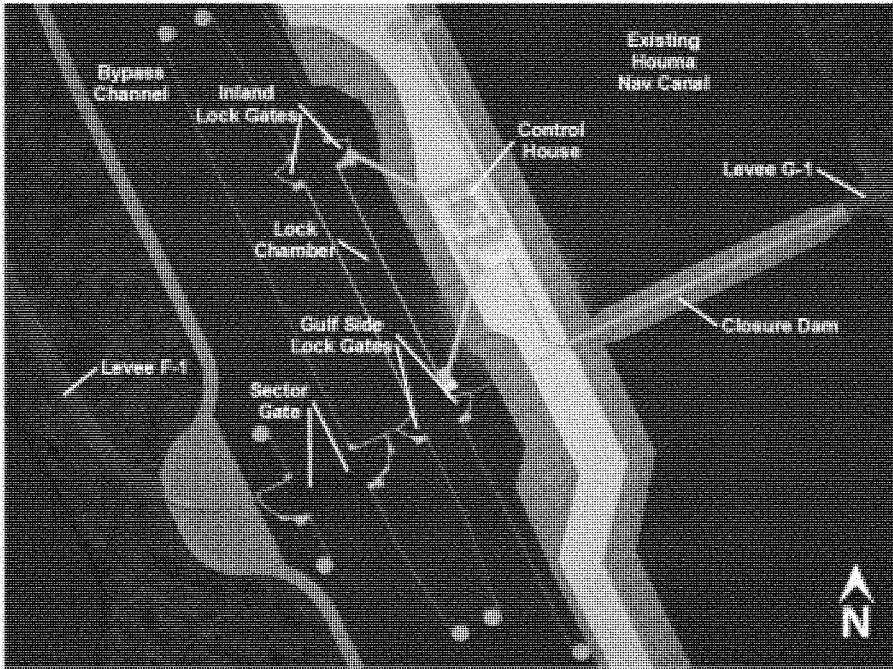 Existing
Houma
Nav Canal
Bypass
Channel
Inland
Lock Gates
Control
House
Levee G-1
Lock
Chamber
Gulf Side
Lock Gates
Closure Dam
Levee F-1
Sector
Gate
N